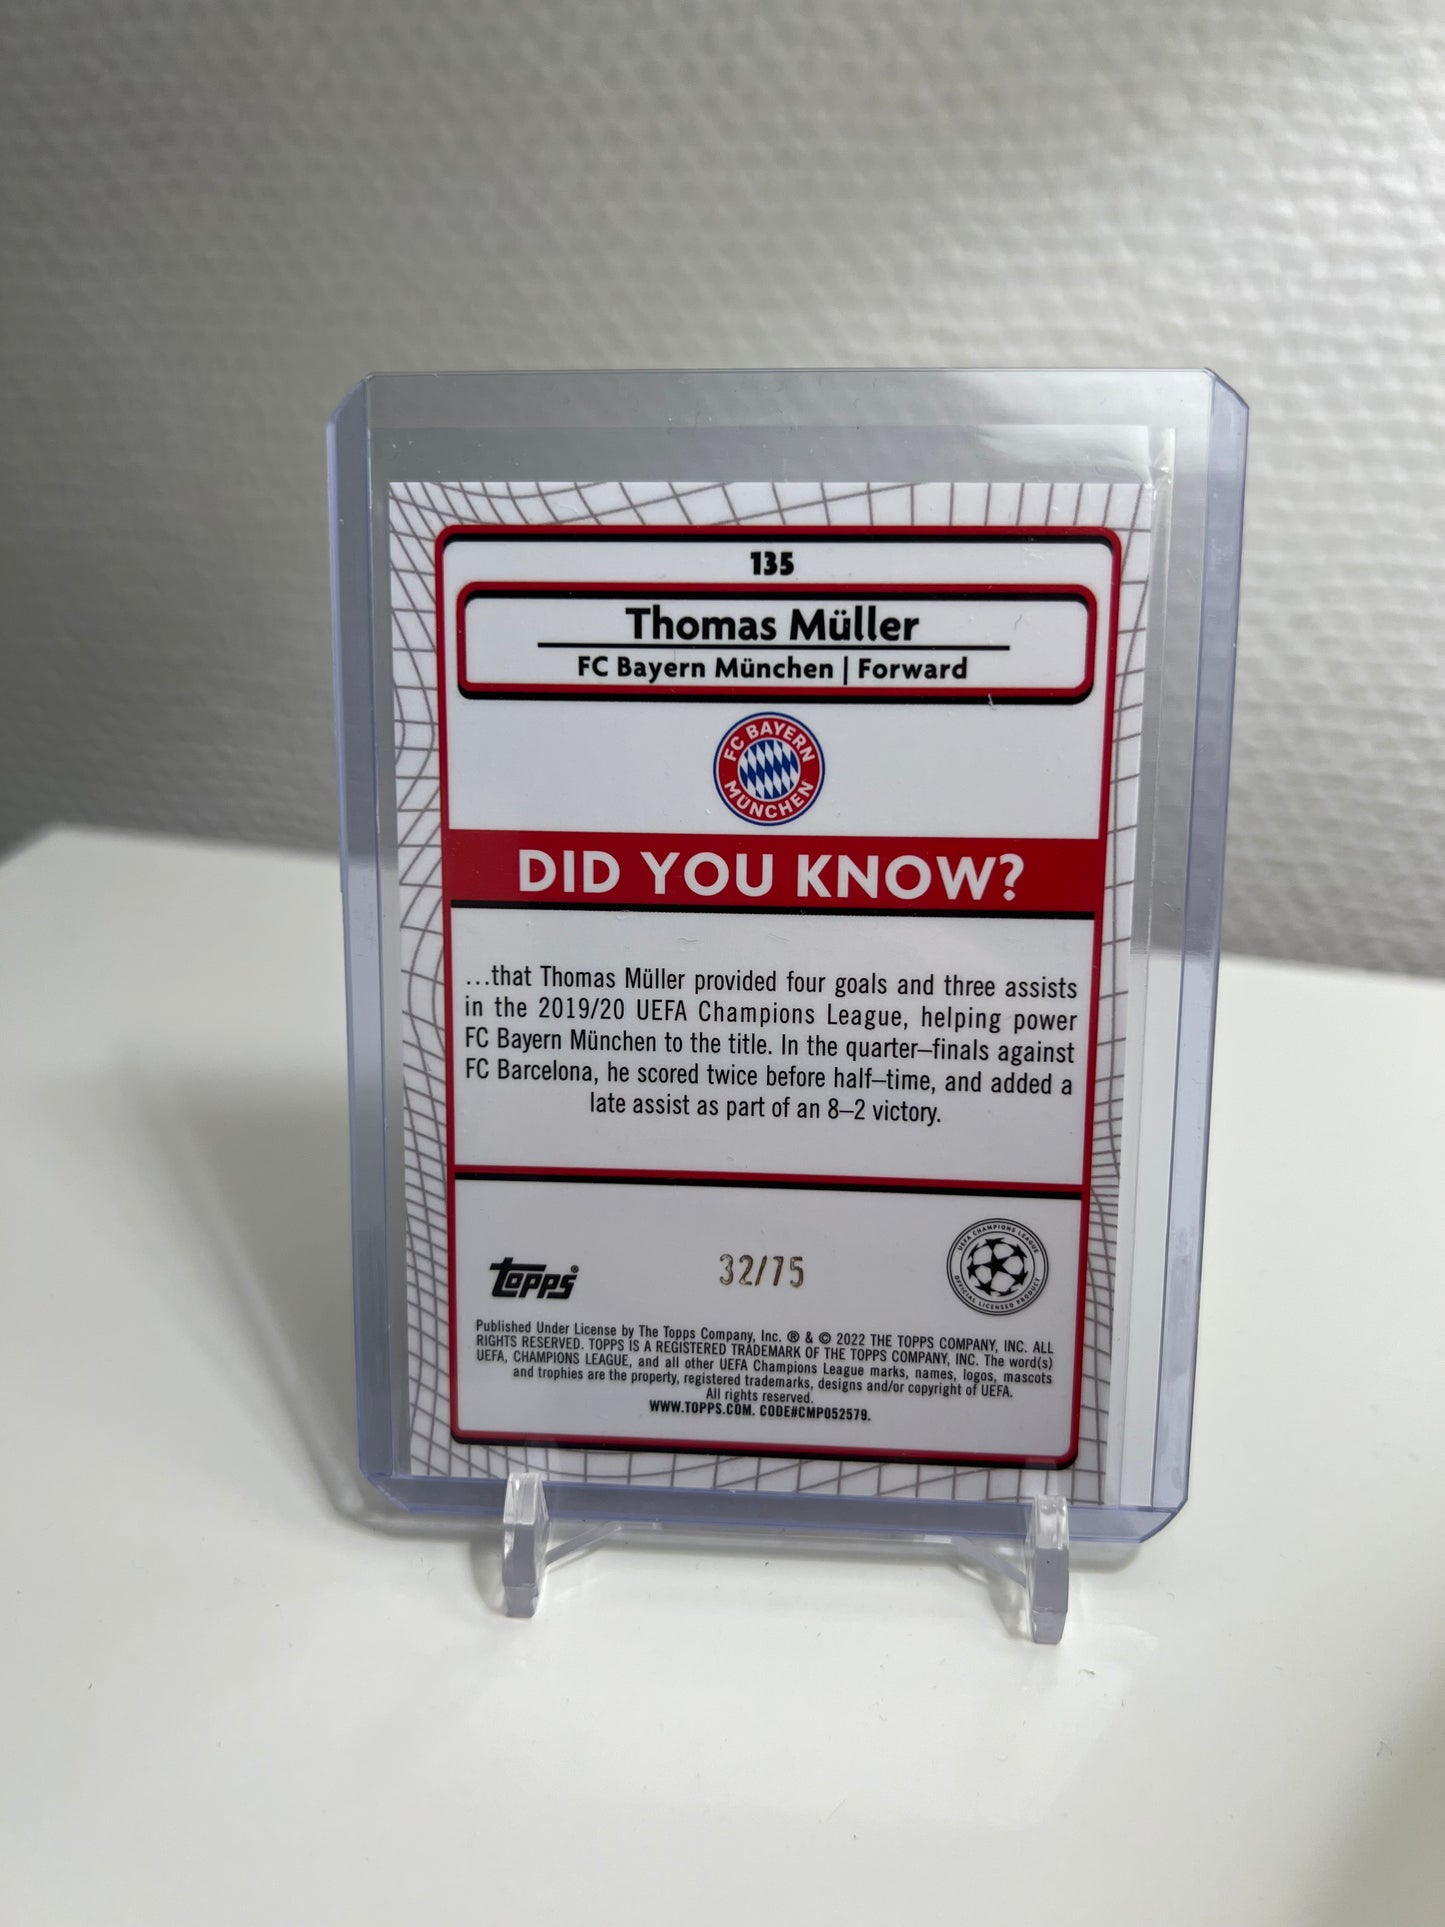 135
Thomas Müller
FC Bayern München | Forward
FC BAYERN
MÜNCHEN
DID YOU KNOW?
...that Thomas Müller provided four goals and three assists
in the 2019/20 UEFA Champions League, helping power
FC Bayern München to the title. In the quarter–finals against
FC Barcelona, he scored twice before half–time, and added a
late assist as part of an 8–2 victory.
topps®
32/75
UEFA CHAMPIONS LEAGUE
OFFICIAL LICENSED PRODUCT
Published Under License by The Topps Company, Inc. ® & © 2022 THE TOPPS COMPANY, INC. ALL
RIGHTS RESERVED. TOPPS IS A REGISTERED TRADEMARK OF THE TOPPS COMPANY, INC. The word(s)
UEFA, CHAMPIONS LEAGUE, and all other UEFA Champions League marks, names, logos, mascots
and trophies are the property, registered trademarks, designs and/or copyright of UEFA.
All rights reserved.
WWW.TOPPS.COM. CODE#CMP052579.